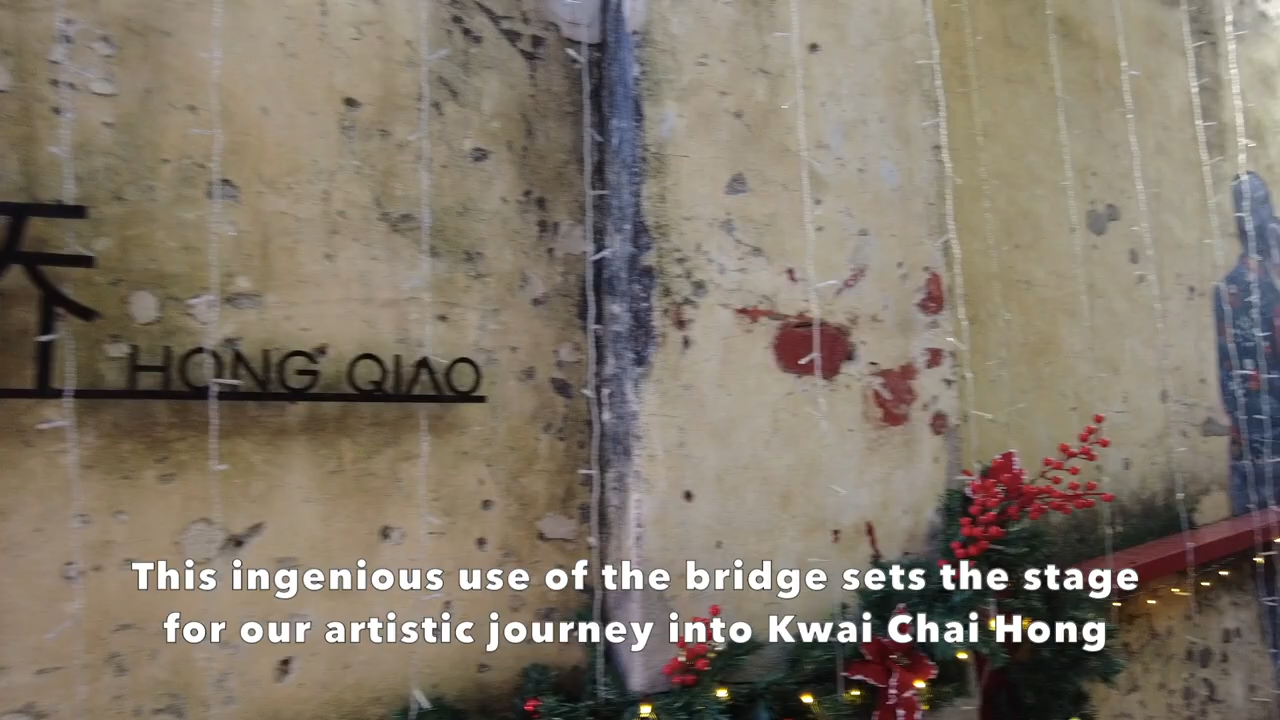 HONG QIAO
This ingenious use of the bridge sets the stage
for our artistic journey into Kwai Chai Hong